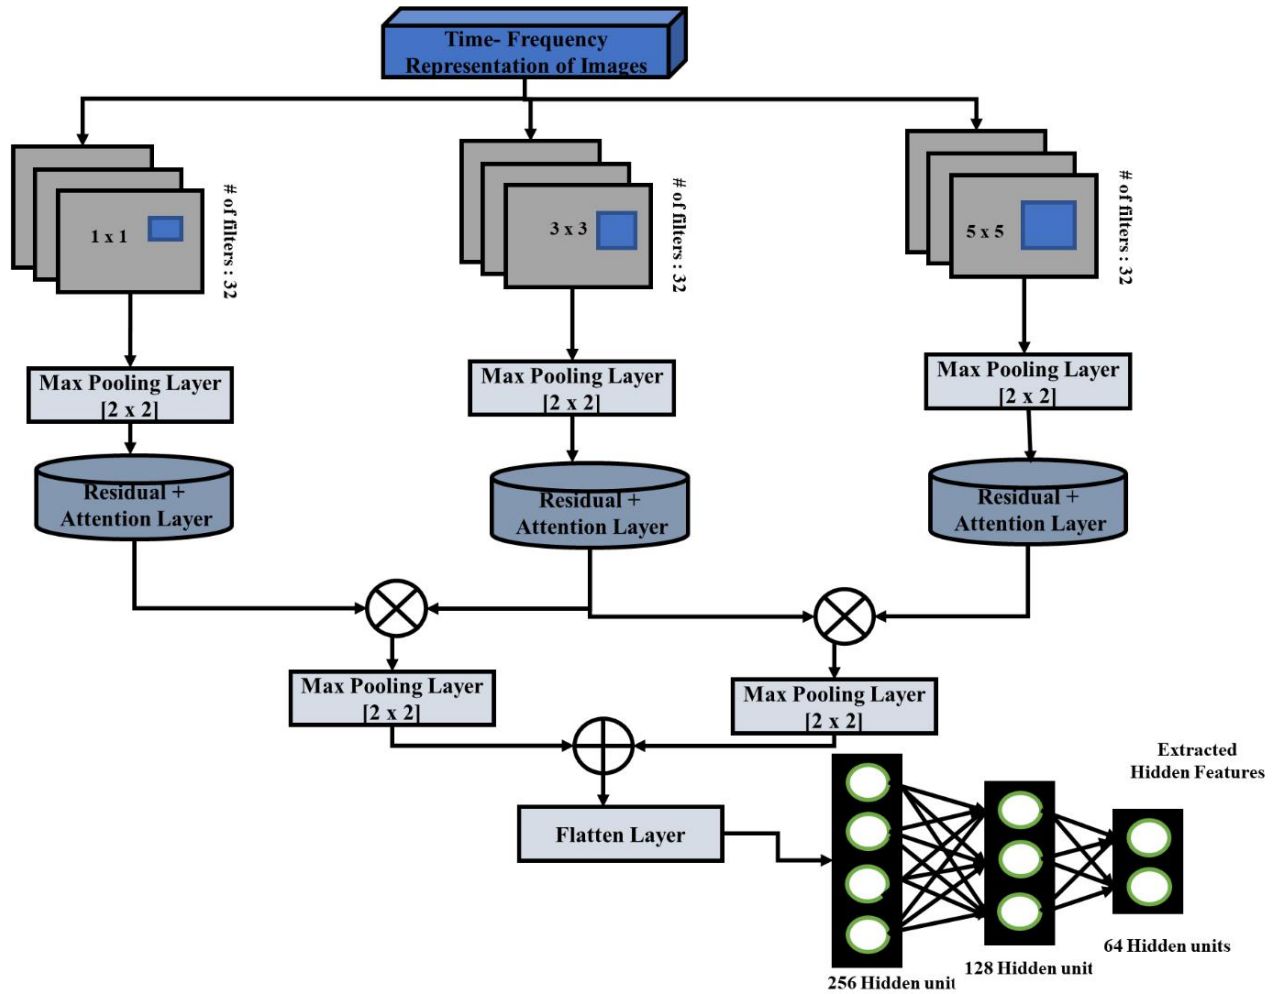 Time- Frequency
Representation of Images
1 x 1
# of filters : 32
3 x 3
# of filters : 32
5 x 5
# of filters : 32
Max Pooling Layer
[2 x 2]
Max Pooling Layer
[2 x 2]
Max Pooling Layer
[2 x 2]
Residual +
Attention Layer
Residual +
Attention Layer
Residual +
Attention Layer
Max Pooling Layer
[2 x 2]
Max Pooling Layer
[2 x 2]
Flatten Layer
Extracted
Hidden Features
256 Hidden unit
128 Hidden unit
64 Hidden units